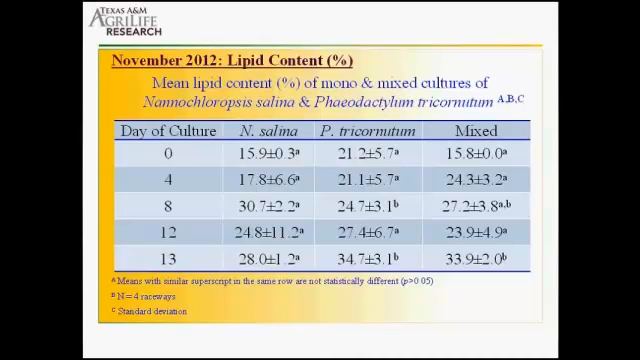 TEXAS A&M
AGRILIFE
RESEARCH
November 2012: Lipid Content (%)
Mean lipid content (%) of mono & mixed cultures of
Nannochloropsis salina & Phaeodactylum tricornutum A,B,C
Day of Culture N. salina P. tricornutum Mixed
0 15.9±0.3a 21.2±5.7a 15.8±0.0a
4 17.8±6.6a 21.1±5.7a 24.3±3.2a
8 30.7±2.2a 24.7±3.1b 27.2±3.8a,b
12 24.8±11.2a 27.4±6.7a 23.9±4.9a
13 28.0±1.2a 34.7±3.1b 33.9±2.0b
A Means with similar superscript in the same row are not statistically different (p>0.05)
B N= 4 raceways
C Standard deviation